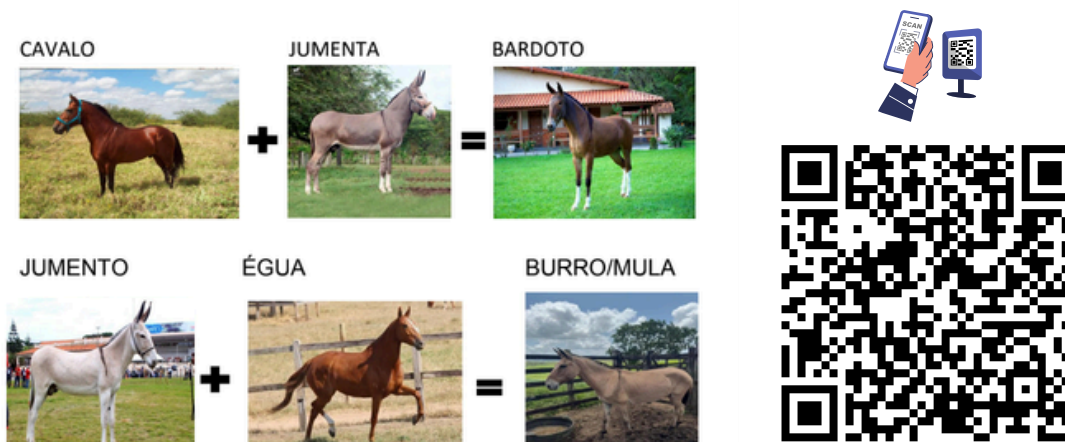 CAVALO JUMENTA BARDOTO
SCAN
JUMENTO ÉGUA BURRO/MULA